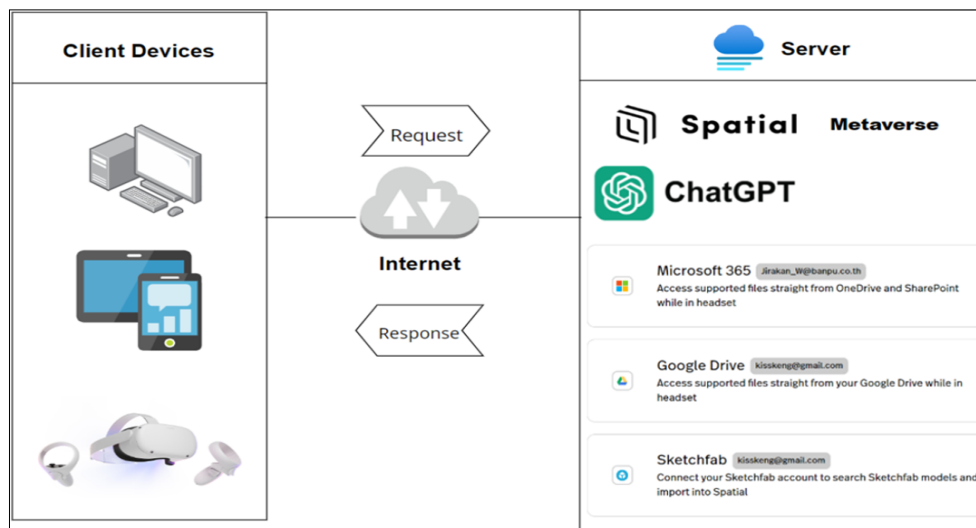 Client Devices
Server
Request
Spatial Metaverse
ChatGPT
Internet
Microsoft 365 Jirakan_W@banpu.co.th
Access supported files straight from OneDrive and SharePoint
while in headset
Response
Google Drive kisskeng@gmail.com
Access supported files straight from your Google Drive while in
headset
Sketchfab kisskeng@gmail.com
Connect your Sketchfab account to search Sketchfab models and
import into Spatial